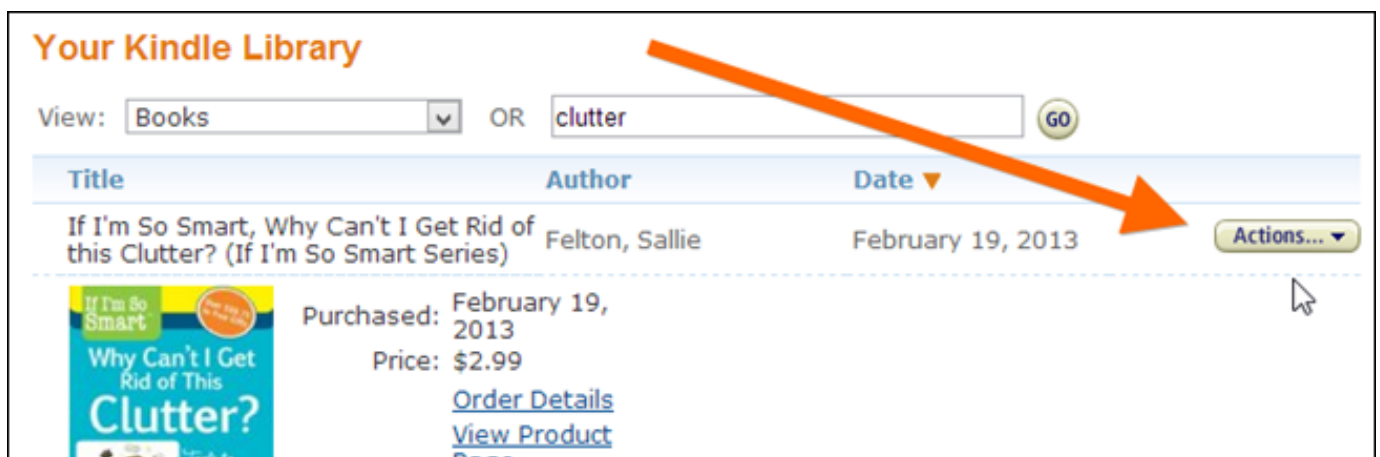 Your Kindle Library
View: Books OR clutter GO
Title Author Date
If I'm So Smart, Why Can't I Get Rid of
this Clutter? (If I'm So Smart Series) Felton, Sallie February 19, 2013 Actions...
If I'm So
Smart
Why Can't I Get
Rid of This
Clutter?
Purchased: February 19,
2013
Price: $2.99
Order Details
View Product